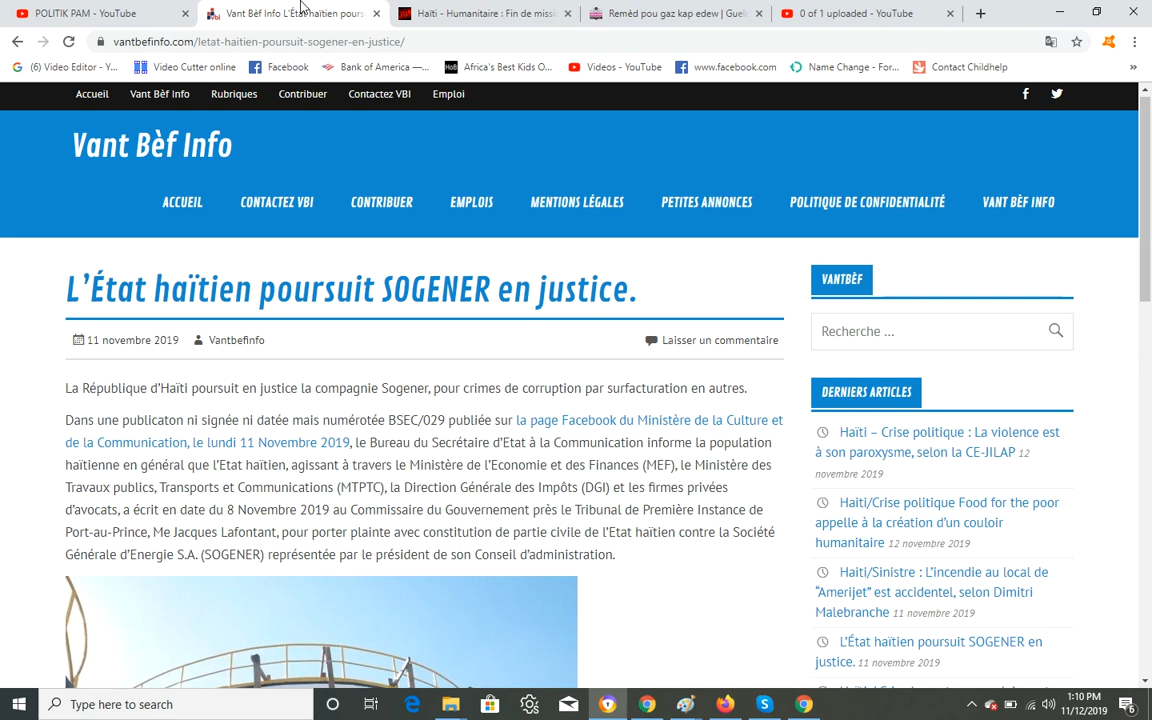 POLITIK PAM - YouTube
Vant Bèf Info L'État haïtien pours
Haïti - Humanitaire : Fin de missi
Remèd pou gaz kap edew | Guel
0 of 1 uploaded - YouTube
vantbefinfo.com/letat-haitien-poursuit-sogener-en-justice/
(6) Video Editor - Y...
Video Cutter online
Facebook
Bank of America —...
Africa's Best Kids O...
Videos - YouTube
www.facebook.com
Name Change - For...
Contact Childhelp
»
Accueil
Vant Bèf Info
Rubriques
Contribuer
Contactez VBI
Emploi
Vant Bèf Info
ACCUEIL
CONTACTEZ VBI
CONTRIBUER
EMPLOIS
MENTIONS LÉGALES
PETITES ANNONCES
POLITIQUE DE CONFIDENTIALITÉ
VANT BÈF INFO
L'État haïtien poursuit SOGENER en justice.
11 novembre 2019
Vantbefinfo
Laisser un commentaire
La République d'Haïti poursuit en justice la compagnie Sogener, pour crimes de corruption par surfacturation en autres.
Dans une publicaton ni signée ni datée mais numérotée BSEC/029 publiée sur la page Facebook du Ministère de la Culture et
de la Communication, le lundi 11 Novembre 2019, le Bureau du Secrétaire d'Etat à la Communication informe la population
haïtienne en général que l'Etat haïtien, agissant à travers le Ministère de l'Economie et des Finances (MEF), le Ministère des
Travaux publics, Transports et Communications (MTPTC), la Direction Générale des Impôts (DGI) et les firmes privées
d'avocats, a écrit en date du 8 Novembre 2019 au Commissaire du Gouvernement près le Tribunal de Première Instance de
Port-au-Prince, Me Jacques Lafontant, pour porter plainte avec constitution de partie civile de l'Etat haïtien contre la Société
Générale d'Energie S.A. (SOGENER) représentée par le président de son Conseil d'administration.
VANTBÈF
Recherche ...
DERNIERS ARTICLES
Haïti – Crise politique : La violence est
à son paroxysme, selon la CE-JILAP 12
novembre 2019
Haiti/Crise politique Food for the poor
appelle à la création d'un couloir
humanitaire 12 novembre 2019
Haiti/Sinistre : L'incendie au local de
“Amerijet” est accidentel, selon Dimitri
Malebranche 11 novembre 2019
L'État haïtien poursuit SOGENER en
justice. 11 novembre 2019
Type here to search
1:10 PM
11/12/2019
6